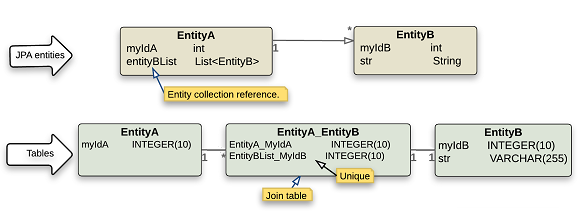 JPA entities
EntityA
myIdA int
entityBList List<EntityB>
1
*
EntityB
myIdB int
str String
Entity collection reference.
Tables
EntityA
myIdA INTEGER(10)
1
*
EntityA_EntityB
EntityA_MyIdA INTEGER(10)
EntityBList_MyIdB INTEGER(10)
1
1
EntityB
myIdB INTEGER(10)
str VARCHAR(255)
Unique
Join table